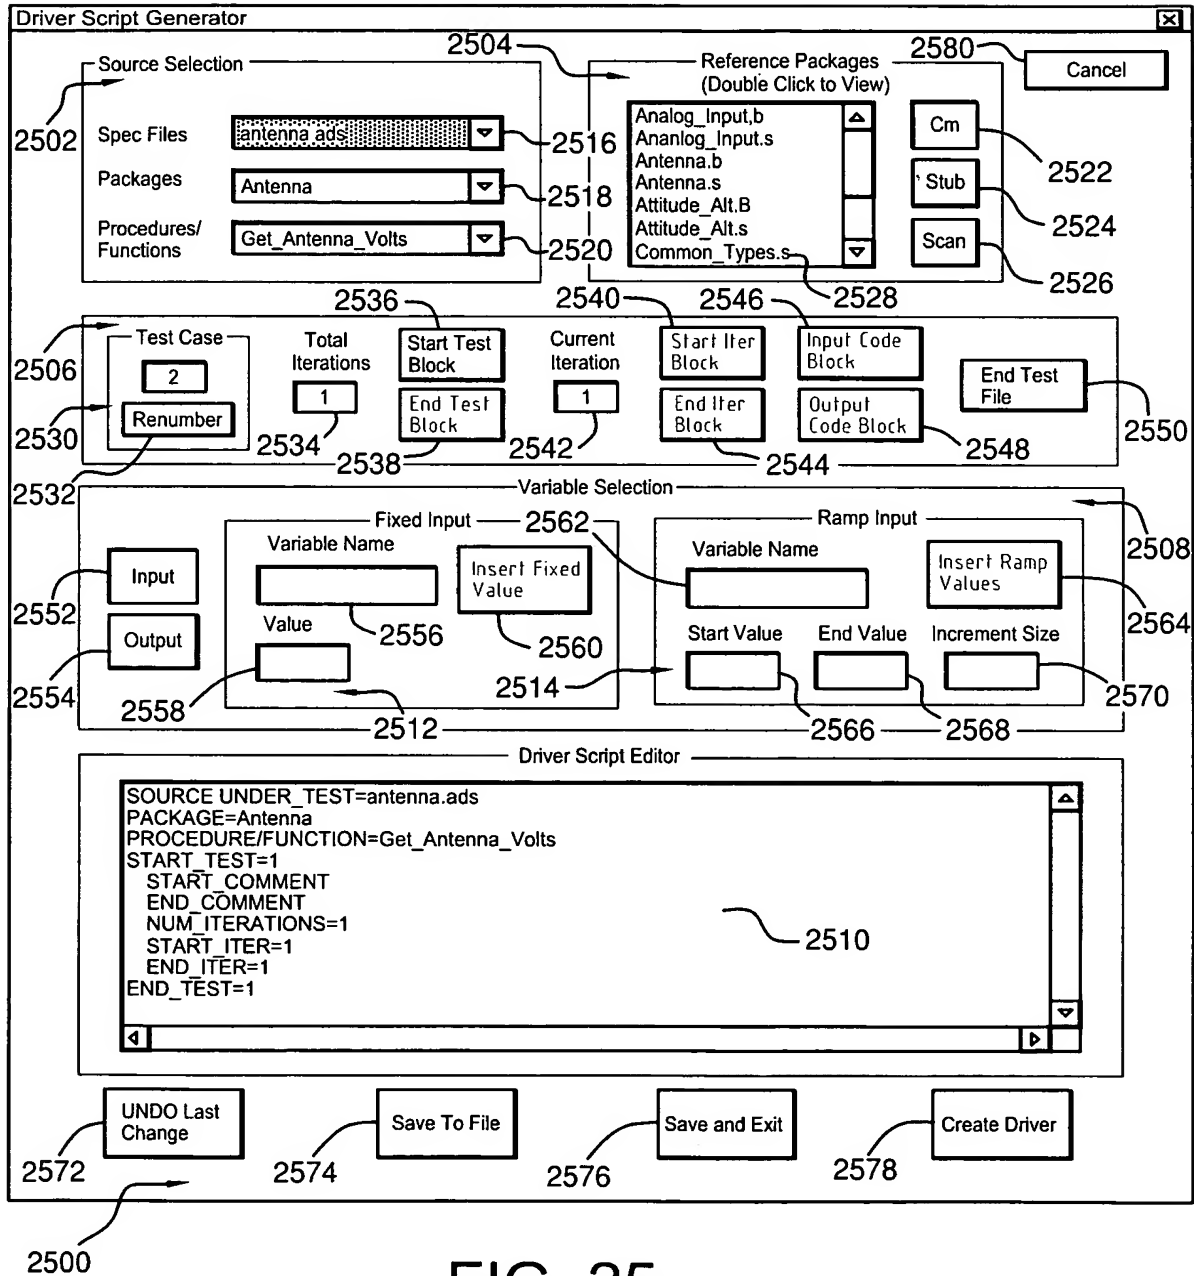 Driver Script Generator
2504
2580
Source Selection
Reference Packages
(Double Click to View)
Cancel
2502
Spec Files
antenna ads
2516
Analog_Input,b
Ananlog_Input.s
Antenna.b
Antenna.s
Attitude_Alt.B
Attitude_Alt.s
Common_Types.s
Cm
2522
Packages
Antenna
2518
Stub
2524
Procedures/
Functions
Get_Antenna_Volts
2520
Scan
2526
2528
2536
2540
2546
2506
Test Case
2
Renumber
2530
2532
Total
Iterations
1
2534
Start Test
Block
End Test
Block
2538
Current
Iteration
1
2542
Start Iter
Block
End Iter
Block
2544
Input Code
Block
Output
Code Block
2548
End Test
File
2550
Variable Selection
2508
Input
2552
Output
2554
Fixed Input
Variable Name
2556
Value
2558
Insert Fixed
Value
2560
2512
2562
Ramp Input
Variable Name
Insert Ramp
Values
2564
Start Value
End Value
Increment Size
2514
2566
2568
2570
Driver Script Editor
SOURCE UNDER_TEST=antenna.ads
PACKAGE=Antenna
PROCEDURE/FUNCTION=Get_Antenna_Volts
START_TEST=1
START_COMMENT
END_COMMENT
NUM_ITERATIONS=1
START_ITER=1
END_ITER=1
END_TEST=1
2510
UNDO Last
Change
2572
Save To File
2574
Save and Exit
2576
Create Driver
2578
2500